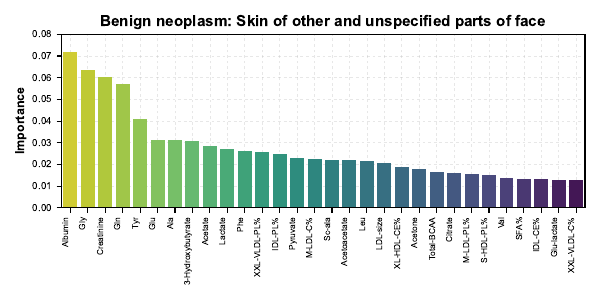 Benign neoplasm: Skin of other and unspecified parts of face
Importance
0.08
0.07
0.06
0.05
0.04
0.03
0.02
0.01
0.00
Albumin
Gly
Creatinine
Gln
Tyr
Glu
Ala
3-Hydroxybutyrate
Acetate
Lactate
Phe
XXL-VLDL-PL%
IDL-PL%
Pyruvate
M-LDL-C%
Sc-ala
Acetoacetate
Leu
LDL-size
XL-HDL-CE%
Acetone
Total-BCAA
Citrate
M-LDL-PL%
S-HDL-PL%
Val
SFA%
IDL-CE%
Glu-lactate
XXL-VLDL-C%